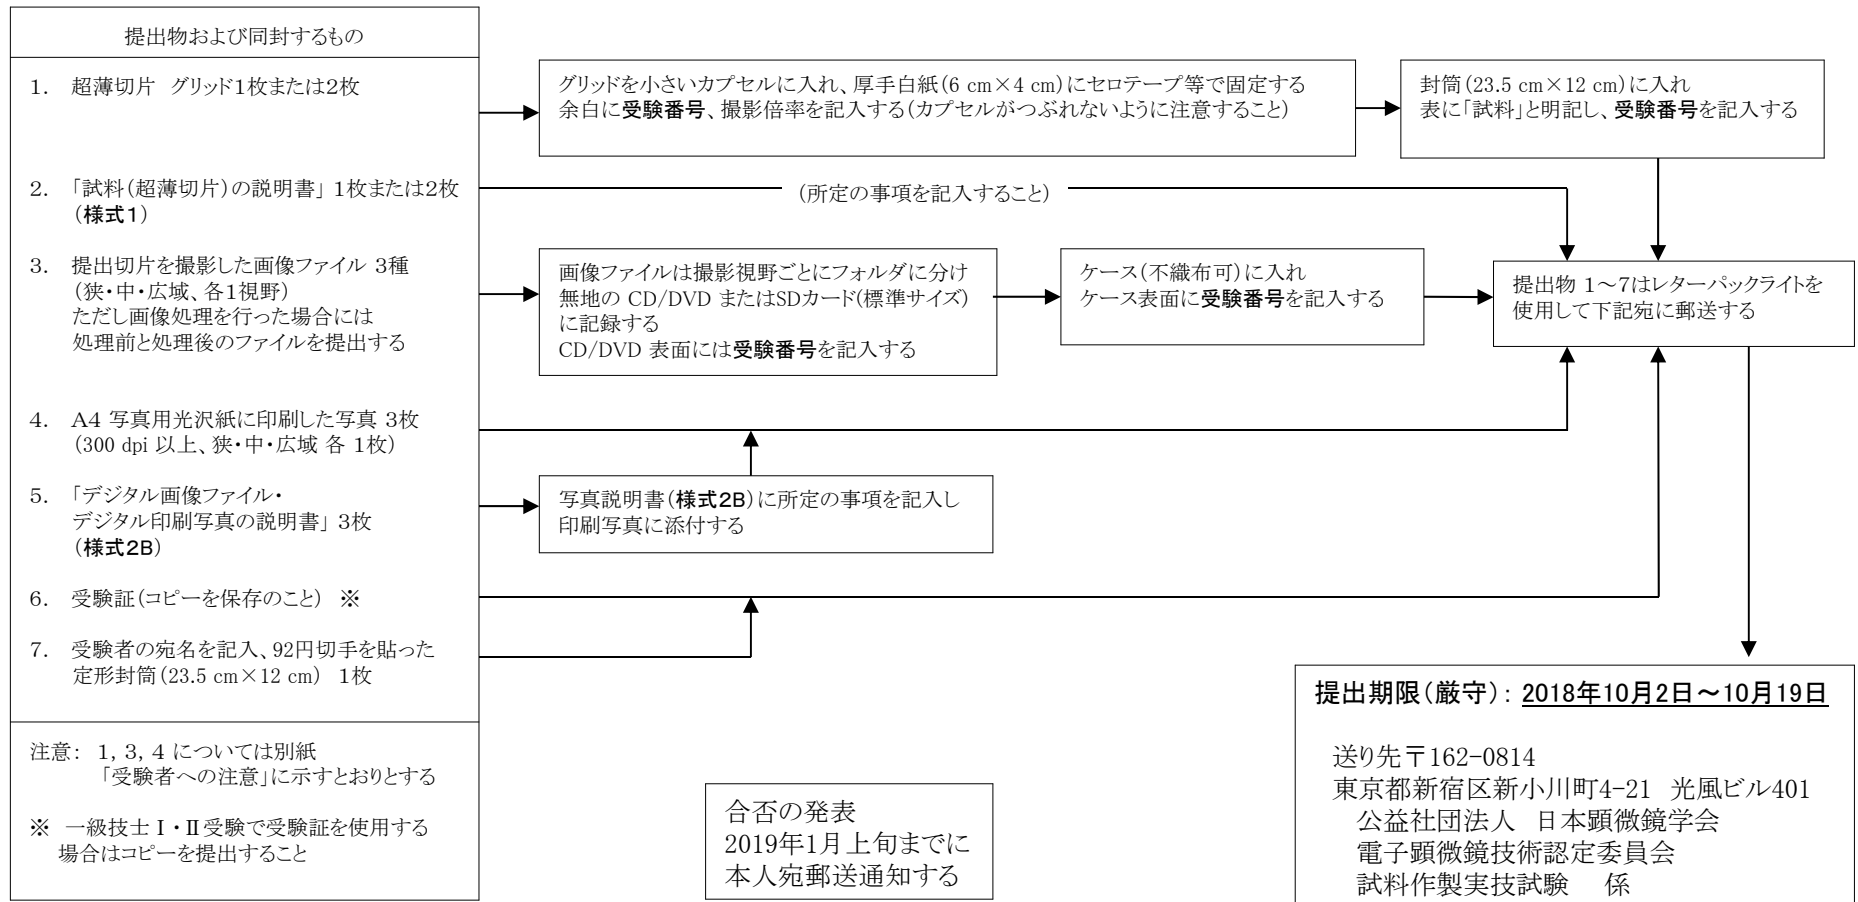 提出物および同封するもの
1. 超薄切片 グリッド1枚または2枚
グリッドを小さいカプセルに入れ、厚手白紙(6 cm×4 cm)にセロテープ等で固定する
余白に受験番号、撮影倍率を記入する(カプセルがつぶれないように注意すること)
封筒(23.5 cm×12 cm)に入れ
表に「試料」と明記し、受験番号を記入する
2. 「試料(超薄切片)の説明書」 1枚または2枚
(様式1)
(所定の事項を記入すること)
3. 提出切片を撮影した画像ファイル 3種
(狭・中・広域、各1視野)
ただし画像処理を行った場合には
処理前と処理後のファイルを提出する
画像ファイルは撮影視野ごとにフォルダに分け
無地の CD/DVD またはSDカード(標準サイズ)
に記録する
CD/DVD 表面には受験番号を記入する
ケース(不織布可)に入れ
ケース表面に受験番号を記入する
提出物 1~7はレターパックライトを
使用して下記宛に郵送する
4. A4 写真用光沢紙に印刷した写真 3枚
(300 dpi 以上、狭・中・広域 各 1枚)
5. 「デジタル画像ファイル・
デジタル印刷写真の説明書」 3枚
(様式2B)
写真説明書(様式2B)に所定の事項を記入し
印刷写真に添付する
6. 受験証(コピーを保存のこと) ※
7. 受験者の宛名を記入、92円切手を貼った
定形封筒(23.5 cm×12 cm) 1枚
注意: 1, 3, 4 については別紙
「受験者への注意」に示すとおりとする
※ 一級技士Ⅰ・Ⅱ受験で受験証を使用する
場合はコピーを提出すること
合否の発表
2019年1月上旬までに
本人宛郵送通知する
提出期限(厳守): 2018年10月2日~10月19日
送り先〒162-0814
東京都新宿区新小川町4-21 光風ビル401
公益社団法人 日本顕微鏡学会
電子顕微鏡技術認定委員会
試料作製実技試験 係